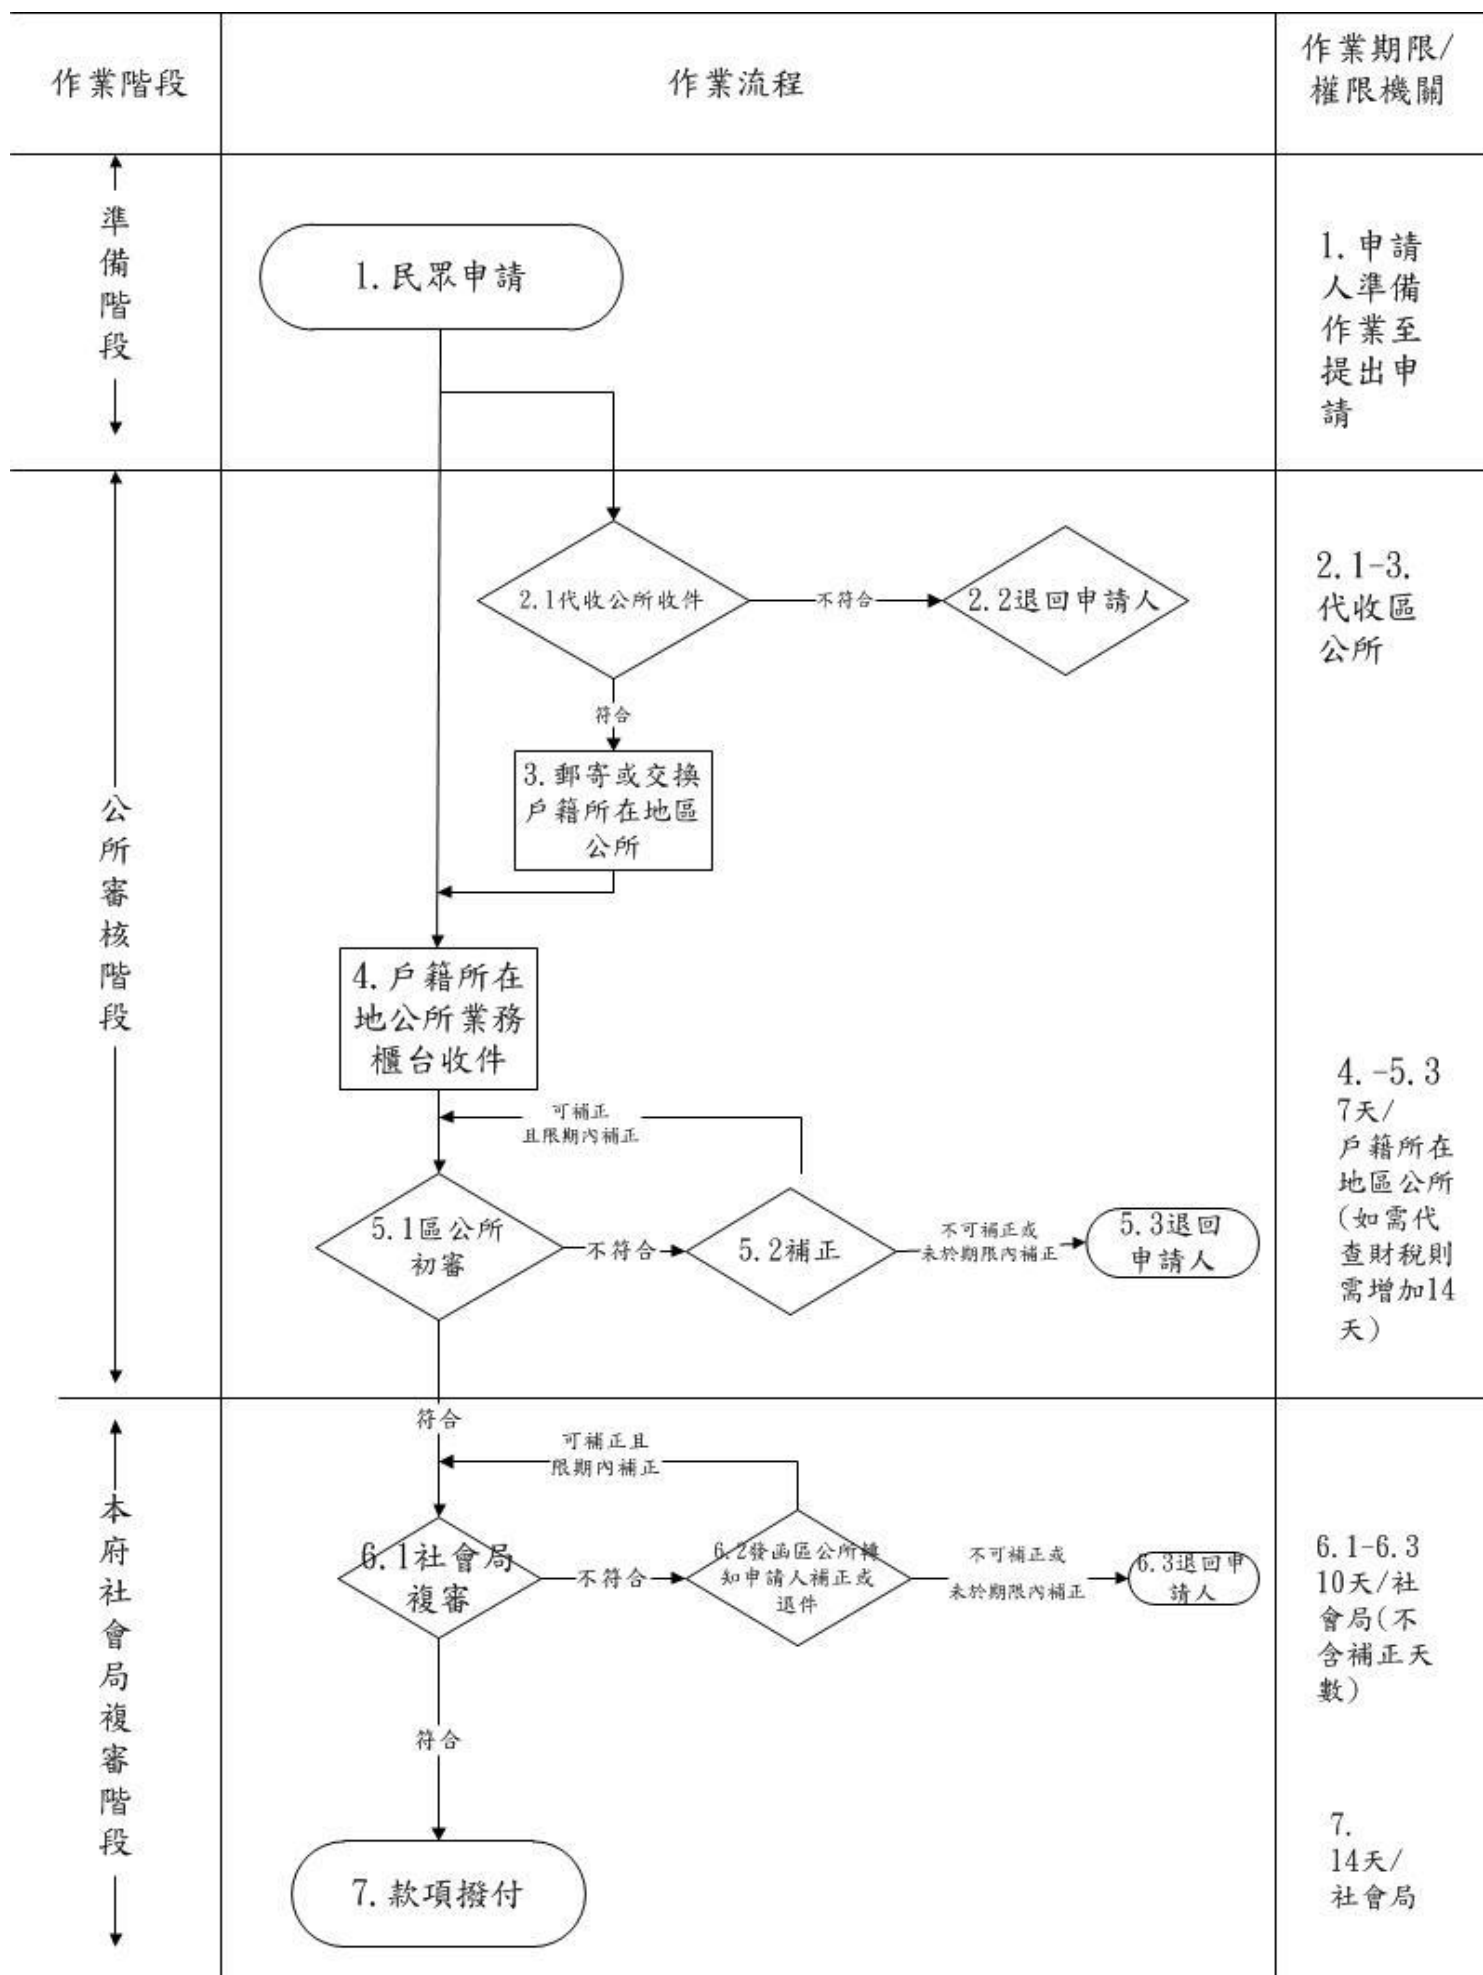 作業階段
作業流程
作業期限/
權限機關
準備階段
1.民眾申請
1.申請
人準備
作業至
提出申
請
公所審核階段
2.1代收公所收件
不符合
2.2退回申請人
2.1-3.
代收區
公所
符合
3.郵寄或交換
戶籍所在地區
公所
4.戶籍所在
地公所業務
櫃台收件
可補正
且限期內補正
5.1區公所
初審
不符合
5.2補正
不可補正或
未於期限內補正
5.3退回
申請人
4.-5.3
7天/
戶籍所在
地區公所
(如需代
查財稅則
需增加14
天)
本府社會局複審階段
符合
可補正且
限期內補正
6.1社會局
複審
不符合
6.2發函區公所轉
知申請人補正或
退件
不可補正或
未於期限內補正
6.3退回申
請人
6.1-6.3
10天/社
會局(不
含補正天
數)
符合
7.款項撥付
7.
14天/
社會局